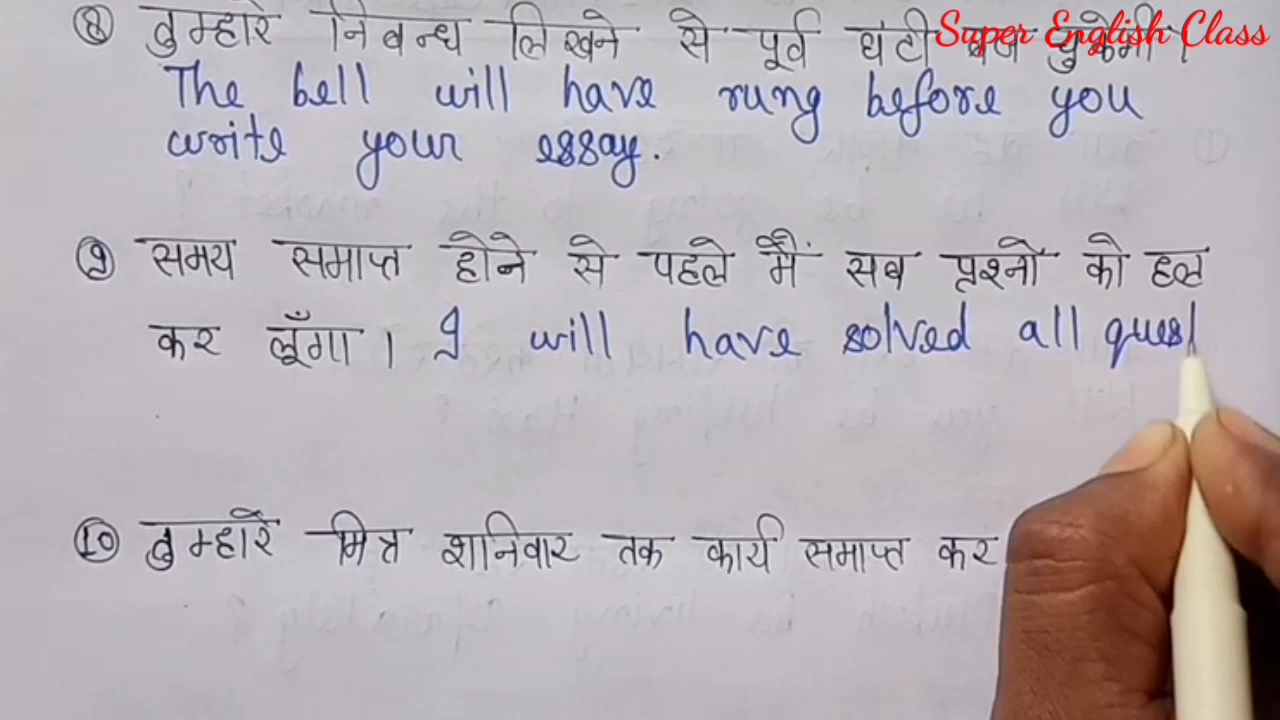 Super English Class
⑧ तुम्हारे निबन्ध लिखने से पूर्व घंटी बज चुकेगी।
The bell will have rung before you
write your essay.
⑨ समय समाप्त होने से पहले मैं सब प्रश्नों को हल
कर लूँगा। I will have solved all quest
⑩ तुम्हारे मित्र शनिवार तक कार्य समाप्त कर